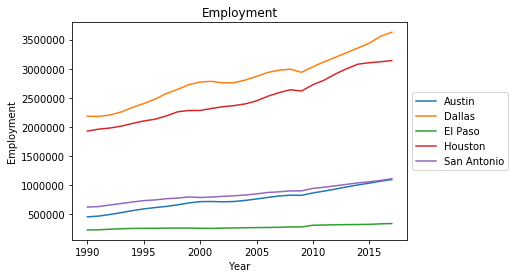 Employment
Employment
3500000
3000000
2500000
2000000
1500000
1000000
500000
1990 1995 2000 2005 2010 2015
Year
Austin
Dallas
El Paso
Houston
San Antonio